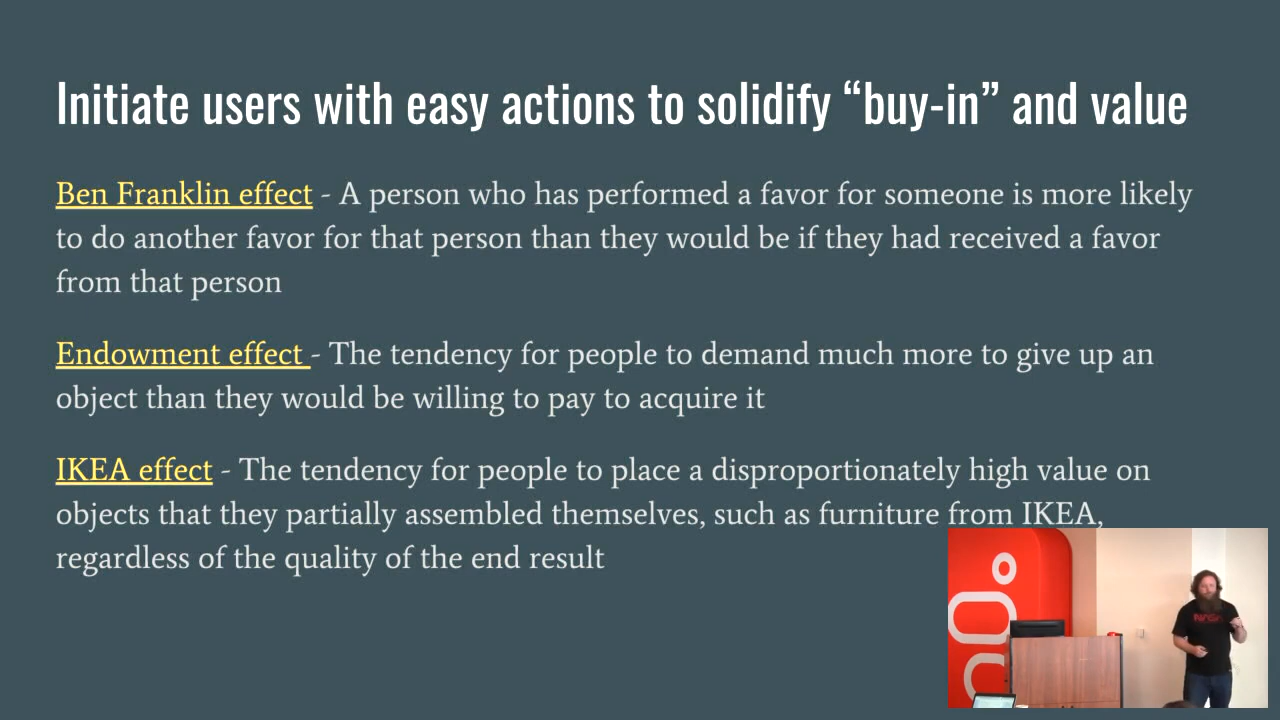 Initiate users with easy actions to solidify “buy-in” and value
Ben Franklin effect - A person who has performed a favor for someone is more likely
to do another favor for that person than they would be if they had received a favor
from that person
Endowment effect - The tendency for people to demand much more to give up an
object than they would be willing to pay to acquire it
IKEA effect - The tendency for people to place a disproportionately high value on
objects that they partially assembled themselves, such as furniture from IKEA,
regardless of the quality of the end result